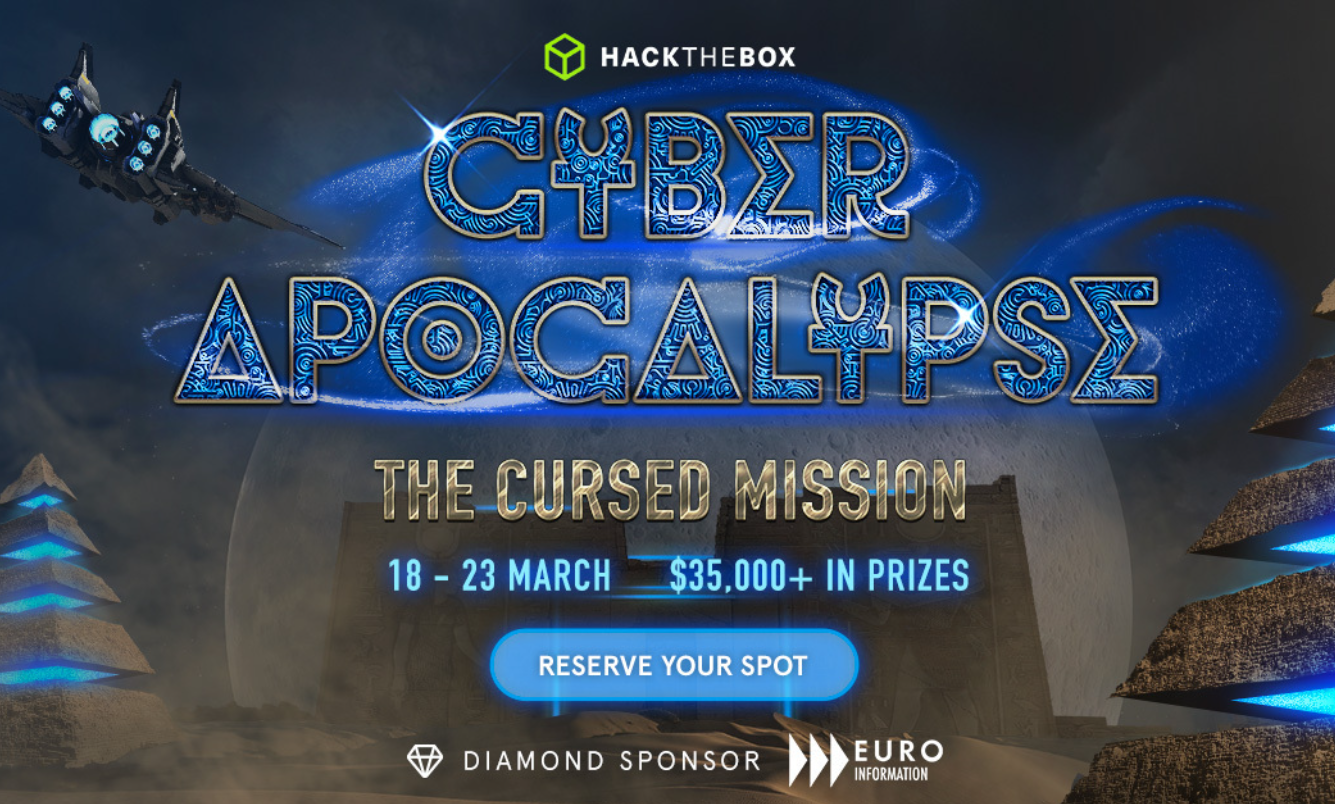 HACKTHEBOX
CYBER
APOCALYPSE
THE CURSED MISSION
18 - 23 MARCH $35,000+ IN PRIZES
RESERVE YOUR SPOT
DIAMOND SPONSOR EURO
INFORMATION